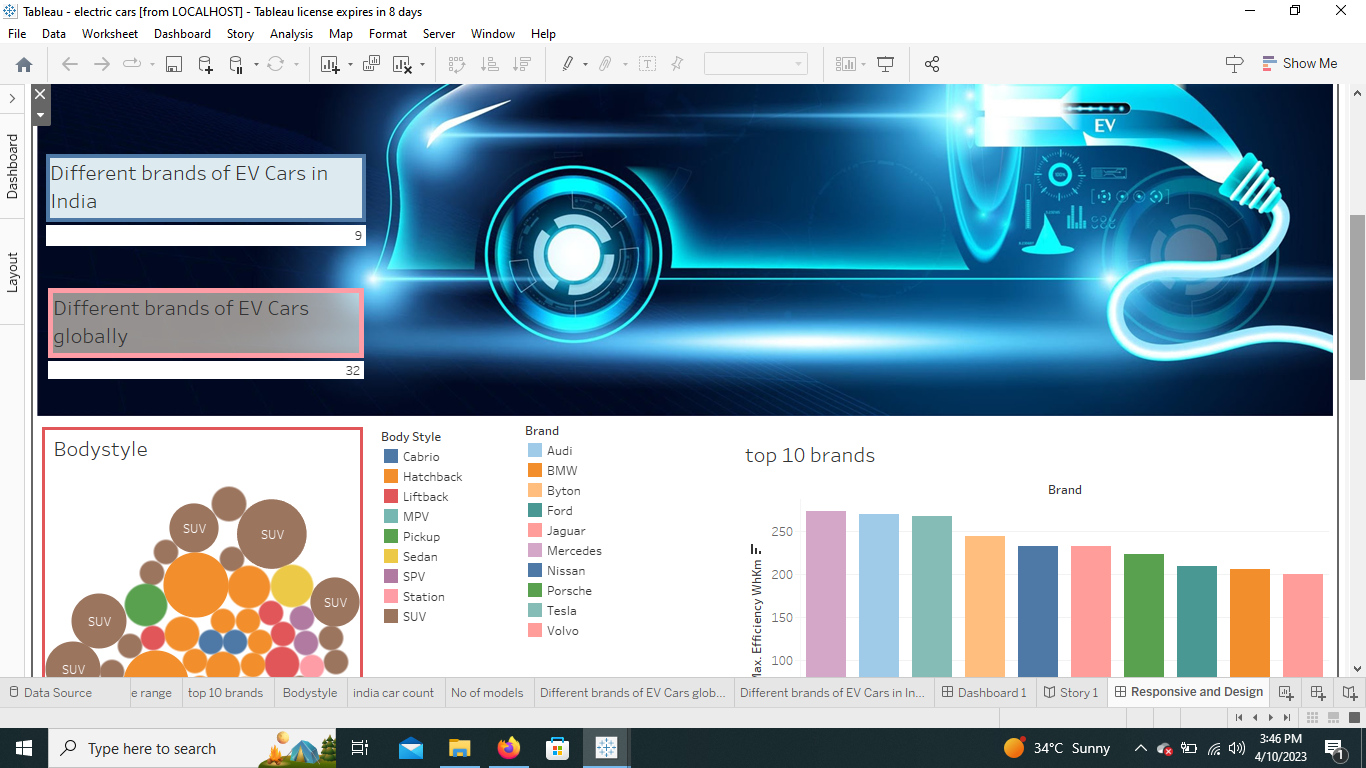 Tableau - electric cars [from LOCALHOST] - Tableau license expires in 8 days
File Data Worksheet Dashboard Story Analysis Map Format Server Window Help
Show Me
Dashboard
Layout
EV
100
Different brands of EV Cars in
India
9
Different brands of EV Cars
globally
32
Bodystyle
SUV
SUV
SUV
SUV
SUV
Body Style
Cabrio
Hatchback
Liftback
MPV
Pickup
Sedan
SPV
Station
SUV
Brand
Audi
BMW
Byton
Ford
Jaguar
Mercedes
Nissan
Porsche
Tesla
Volvo
top 10 brands
Brand
Max. Efficiency WhKm
250
200
150
100
Data Source e range top 10 brands Bodystyle india car count No of models Different brands of EV Cars glob... Different brands of EV Cars in In... Dashboard 1 Story 1 Responsive and Design
Type here to search
34°C Sunny
3:46 PM
4/10/2023
1